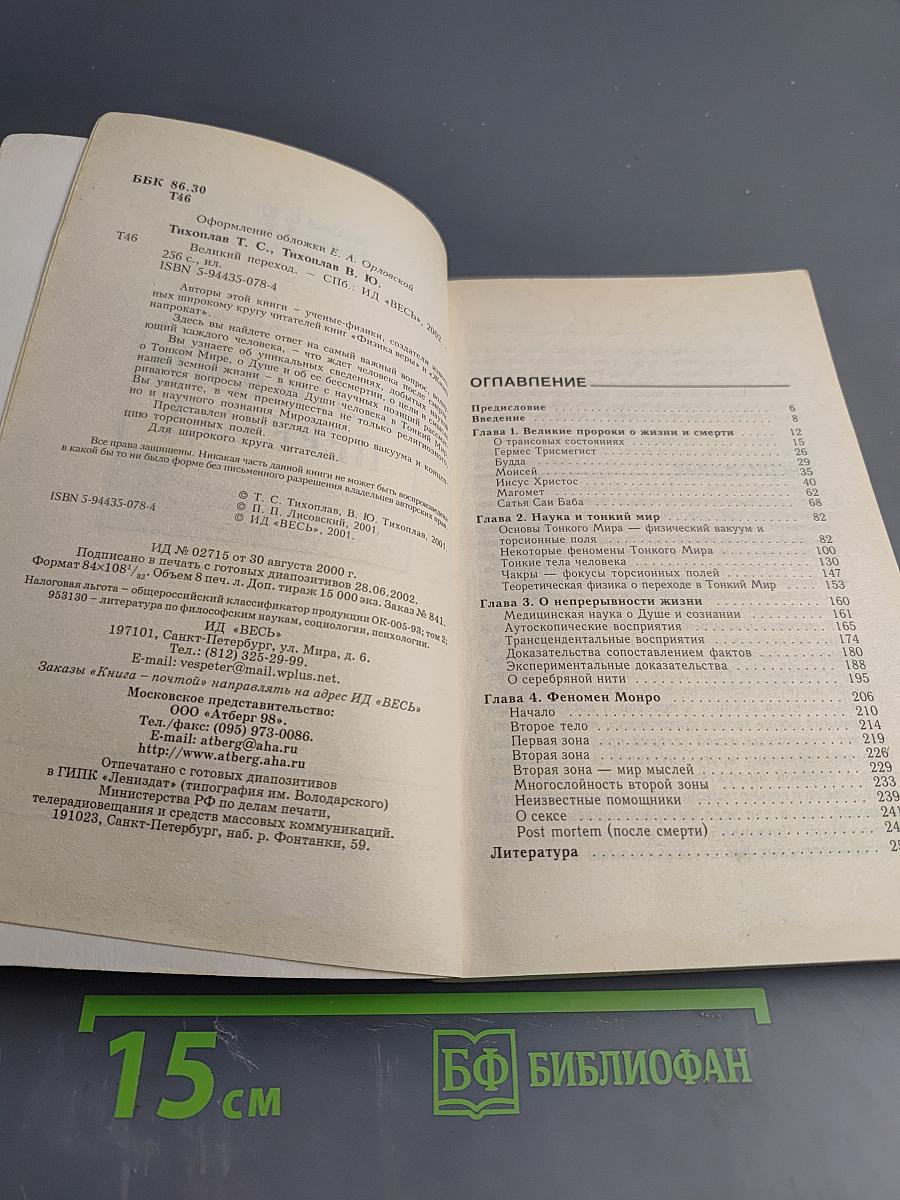 ББК 86.30
Т46
Оформление обложки Е. А. Орловской
Тихоплав Т. С., Тихоплав В. Ю.
Т46 Великий переход. — СПб.: ИД «ВЕСЬ», 2002.
256 с., ил.
ISBN 5-94435-078-4
Авторы этой книги – ученые-физики, создатели
ных широкому кругу читателей книг «Физика веры» и
напрокат».
Здесь вы найдете ответ на самый важный вопрос,
ющий каждого человека, – что ждет человека после
Вы узнаете об уникальных сведениях, добытых
о Тонком Мире, о Душе и об ее бессмертии, о цели и
нашей земной жизни – в книге с научных позиций
риваются вопросы перехода Души человека в Тонкий Мир.
Вы увидите, в чем преимущества не только религиозного,
но и научного познания Мироздания.
Представлен новый взгляд на теорию вакуума и
цию торсионных полей.
Для широкого круга читателей.
Все права защищены. Никакая часть данной книги не может быть воспроизведена
в какой бы то ни было форме без письменного разрешения владельцев авторских прав.
© Т. С. Тихоплав, В. Ю. Тихоплав, 2001.
ISBN 5-94435-078-4 © П. П. Лисовский, 2001.
© ИД «ВЕСЬ», 2001.
ИД № 02715 от 30 августа 2000 г.
Подписано в печать с готовых диапозитивов 28.06.2002.
Формат 84×108¹/₃₂. Объем 8 печ. л. Доп. тираж 15 000 экз. Заказ № 841.
Налоговая льгота – общероссийский классификатор продукции ОК-005-93; том 2;
953130 – литература по философским наукам, социологии, психологии.
ИД «ВЕСЬ»
197101, Санкт-Петербург, ул. Мира, д. 6.
Тел.: (812) 325-29-99.
E-mail: vespeter@mail.wplus.net.
Заказы «Книга – почтой» направлять на адрес ИД «ВЕСЬ»
Московское представительство:
ООО «Атберг 98».
Тел./факс: (095) 973-0086.
E-mail: atberg@aha.ru
http://www.atberg.aha.ru
Отпечатано с готовых диапозитивов
в ГИПК «Лениздат» (типография им. Володарского)
Министерства РФ по делам печати,
телерадиовещания и средств массовых коммуникаций.
191023, Санкт-Петербург, наб. р. Фонтанки, 59.
ОГЛАВЛЕНИЕ
Предисловие 6
Введение 8
Глава 1. Великие пророки о жизни и смерти 12
О трансовых состояниях 15
Гермес Трисмегист 26
Будда 29
Моисей 35
Иисус Христос 40
Магомет 62
Сатья Саи Баба 68
Глава 2. Наука и тонкий мир 82
Основы Тонкого Мира — физический вакуум и
торсионные поля 82
Некоторые феномены Тонкого Мира 100
Тонкие тела человека 130
Чакры — фокусы торсионных полей 147
Теоретическая физика о переходе в Тонкий Мир 153
Глава 3. О непрерывности жизни 160
Медицинская наука о Душе и сознании 161
Аутоскопические восприятия 165
Трансцендентальные восприятия 174
Доказательства сопоставлением фактов 180
Экспериментальные доказательства 188
О серебряной нити 195
Глава 4. Феномен Монро 206
Начало 210
Второе тело 214
Первая зона 219
Вторая зона 226
Вторая зона — мир мыслей 229
Многослойность второй зоны 233
Неизвестные помощники 239
О сексе 241
Post mortem (после смерти) 24
Литература 25
15 см
БФ БИБЛИОФАН